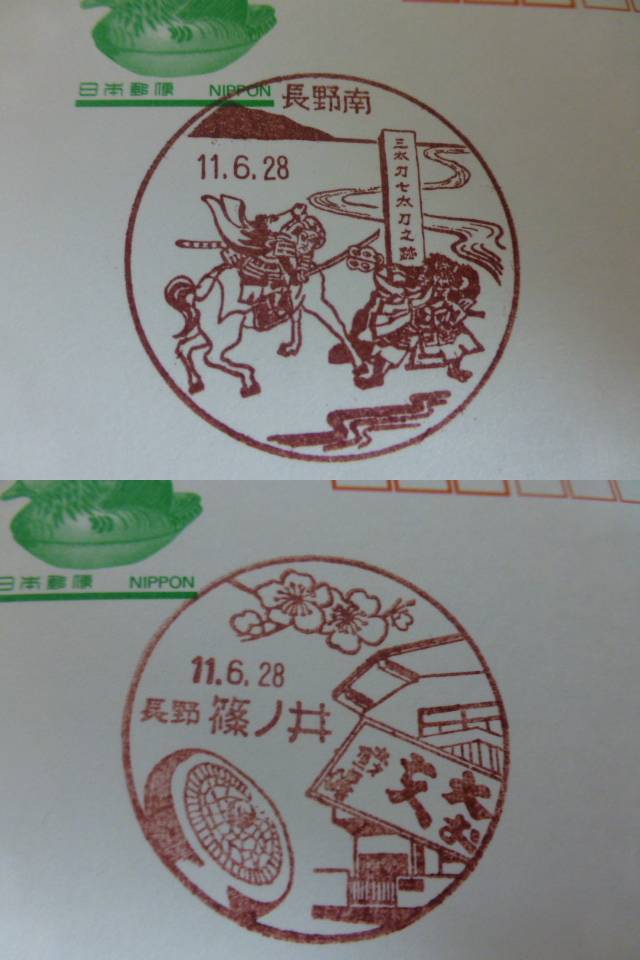 日本郵便 NIPPON
長野南
11.6.28
三太刀七太刀之跡
日本郵便 NIPPON
11.6.28
長野 篠ノ井